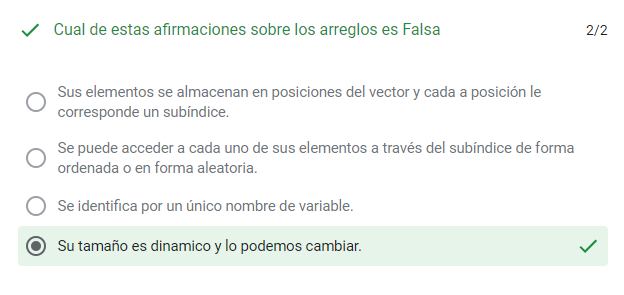 Cual de estas afirmaciones sobre los arreglos es Falsa 2/2
Sus elementos se almacenan en posiciones del vector y cada a posición le
corresponde un subíndice.
Se puede acceder a cada uno de sus elementos a través del subíndice de forma
ordenada o en forma aleatoria.
Se identifica por un único nombre de variable.
Su tamaño es dinamico y lo podemos cambiar.